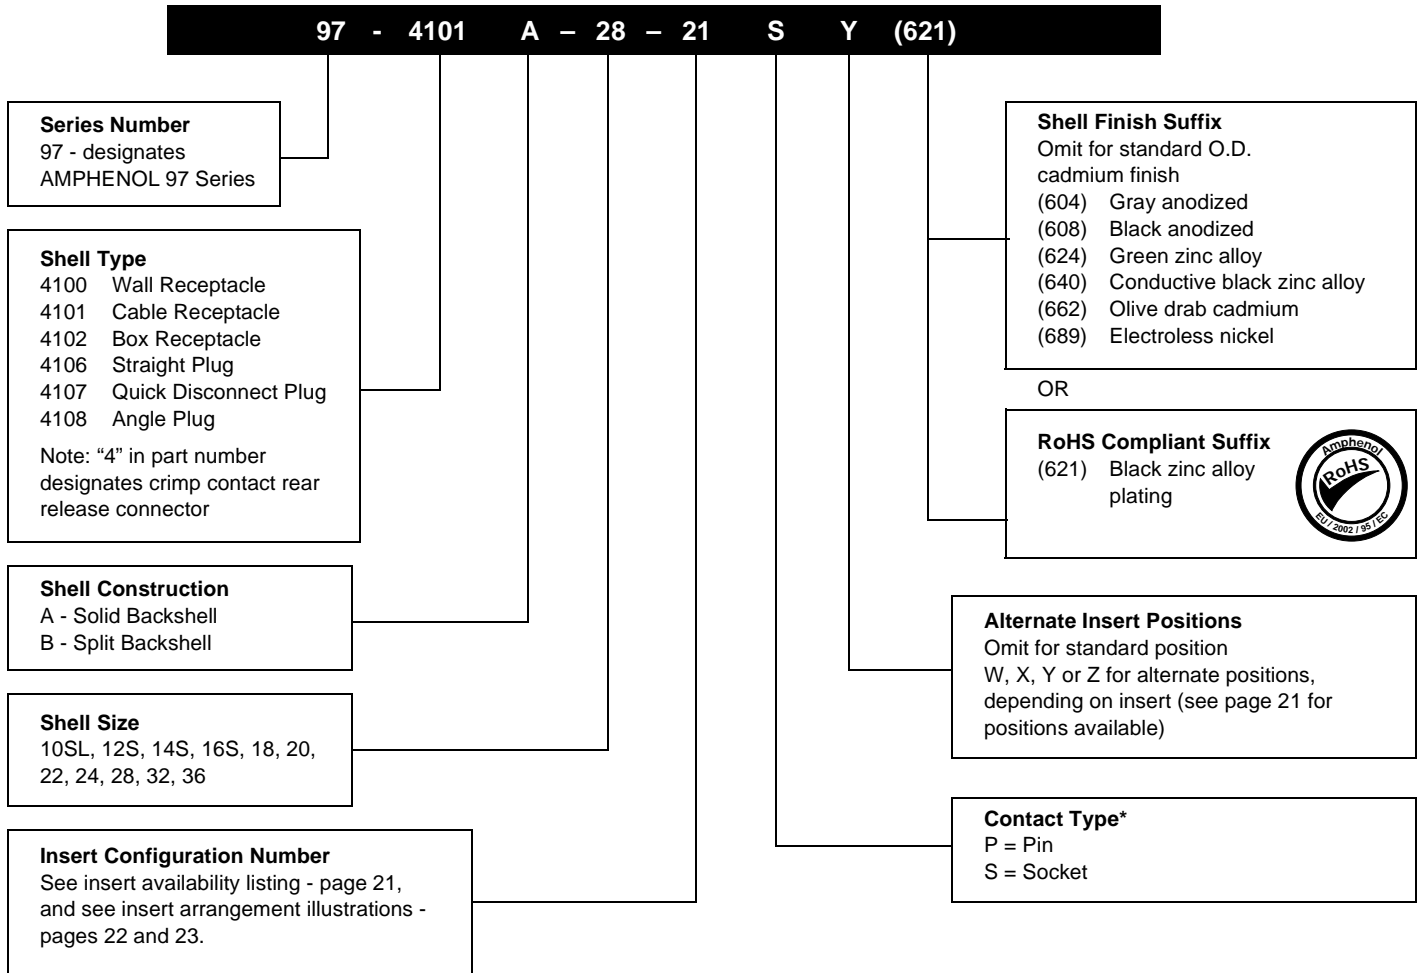 97 - 4101 A – 28 – 21 S Y (621)
Series Number
97 - designates
AMPHENOL 97 Series
Shell Type
4100 Wall Receptacle
4101 Cable Receptacle
4102 Box Receptacle
4106 Straight Plug
4107 Quick Disconnect Plug
4108 Angle Plug
Note: “4” in part number
designates crimp contact rear
release connector
Shell Construction
A - Solid Backshell
B - Split Backshell
Shell Size
10SL, 12S, 14S, 16S, 18, 20,
22, 24, 28, 32, 36
Insert Configuration Number
See insert availability listing - page 21,
and see insert arrangement illustrations -
pages 22 and 23.
Shell Finish Suffix
Omit for standard O.D.
cadmium finish
(604) Gray anodized
(608) Black anodized
(624) Green zinc alloy
(640) Conductive black zinc alloy
(662) Olive drab cadmium
(689) Electroless nickel
OR
RoHS Compliant Suffix
(621) Black zinc alloy
plating
Amphenol
RoHS
EU / 2002 / 95 / EC
Alternate Insert Positions
Omit for standard position
W, X, Y or Z for alternate positions,
depending on insert (see page 21 for
positions available)
Contact Type*
P = Pin
S = Socket